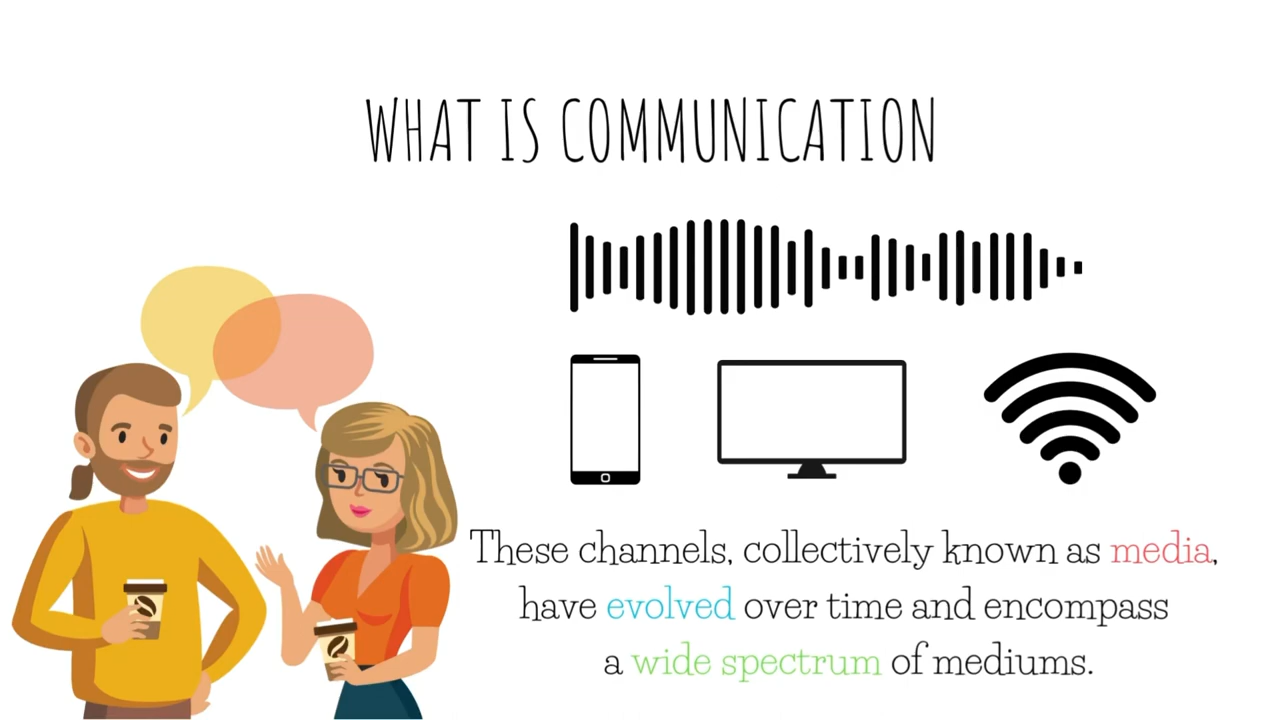 WHAT IS COMMUNICATION
These channels, collectively known as media,
have evolved over time and encompass
a wide spectrum of mediums.